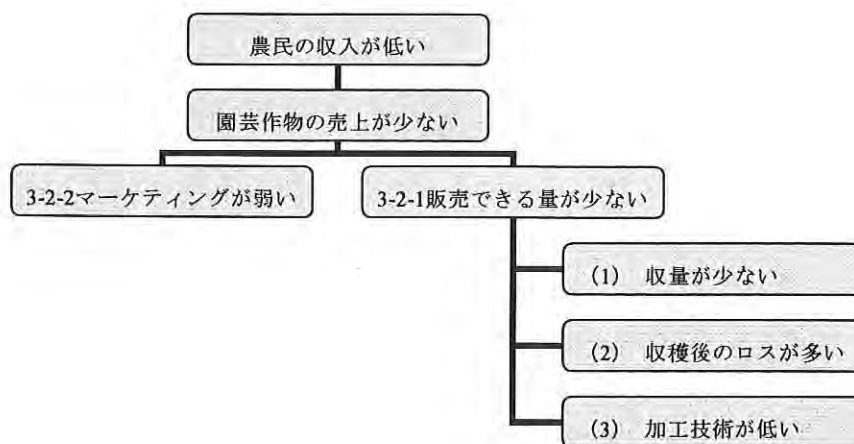 農民の収入が低い
園芸作物の売上が少ない
3-2-2マーケティングが弱い
3-2-1販売できる量が少ない
(1) 収量が少ない
(2) 収穫後のロスが多い
(3) 加工技術が低い